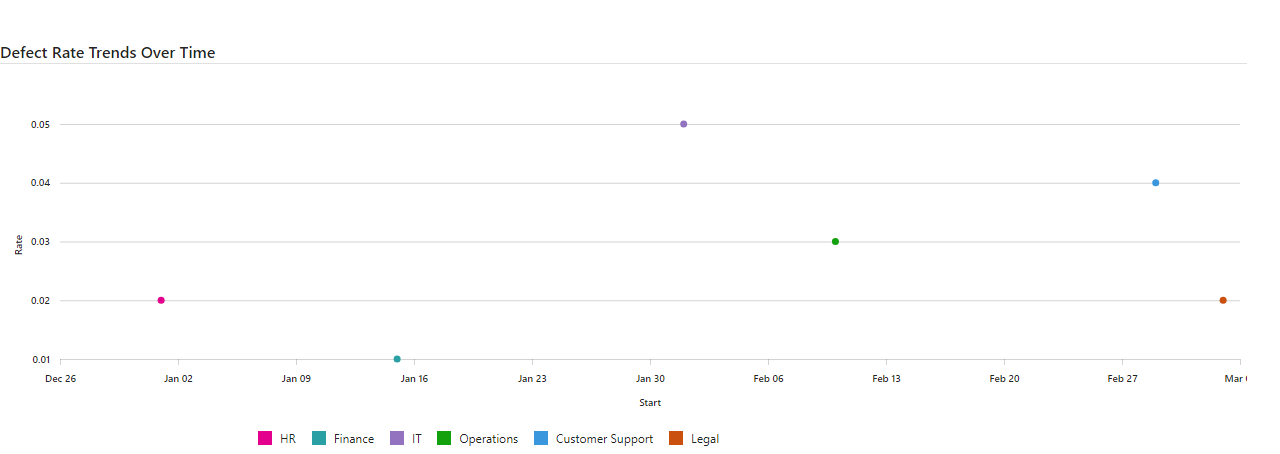 Defect Rate Trends Over Time
0.05
0.04
0.03
0.02
0.01
Rate
Dec 26 Jan 02 Jan 09 Jan 16 Jan 23 Jan 30 Feb 06 Feb 13 Feb 20 Feb 27 Mar
Start
HR Finance IT Operations Customer Support Legal